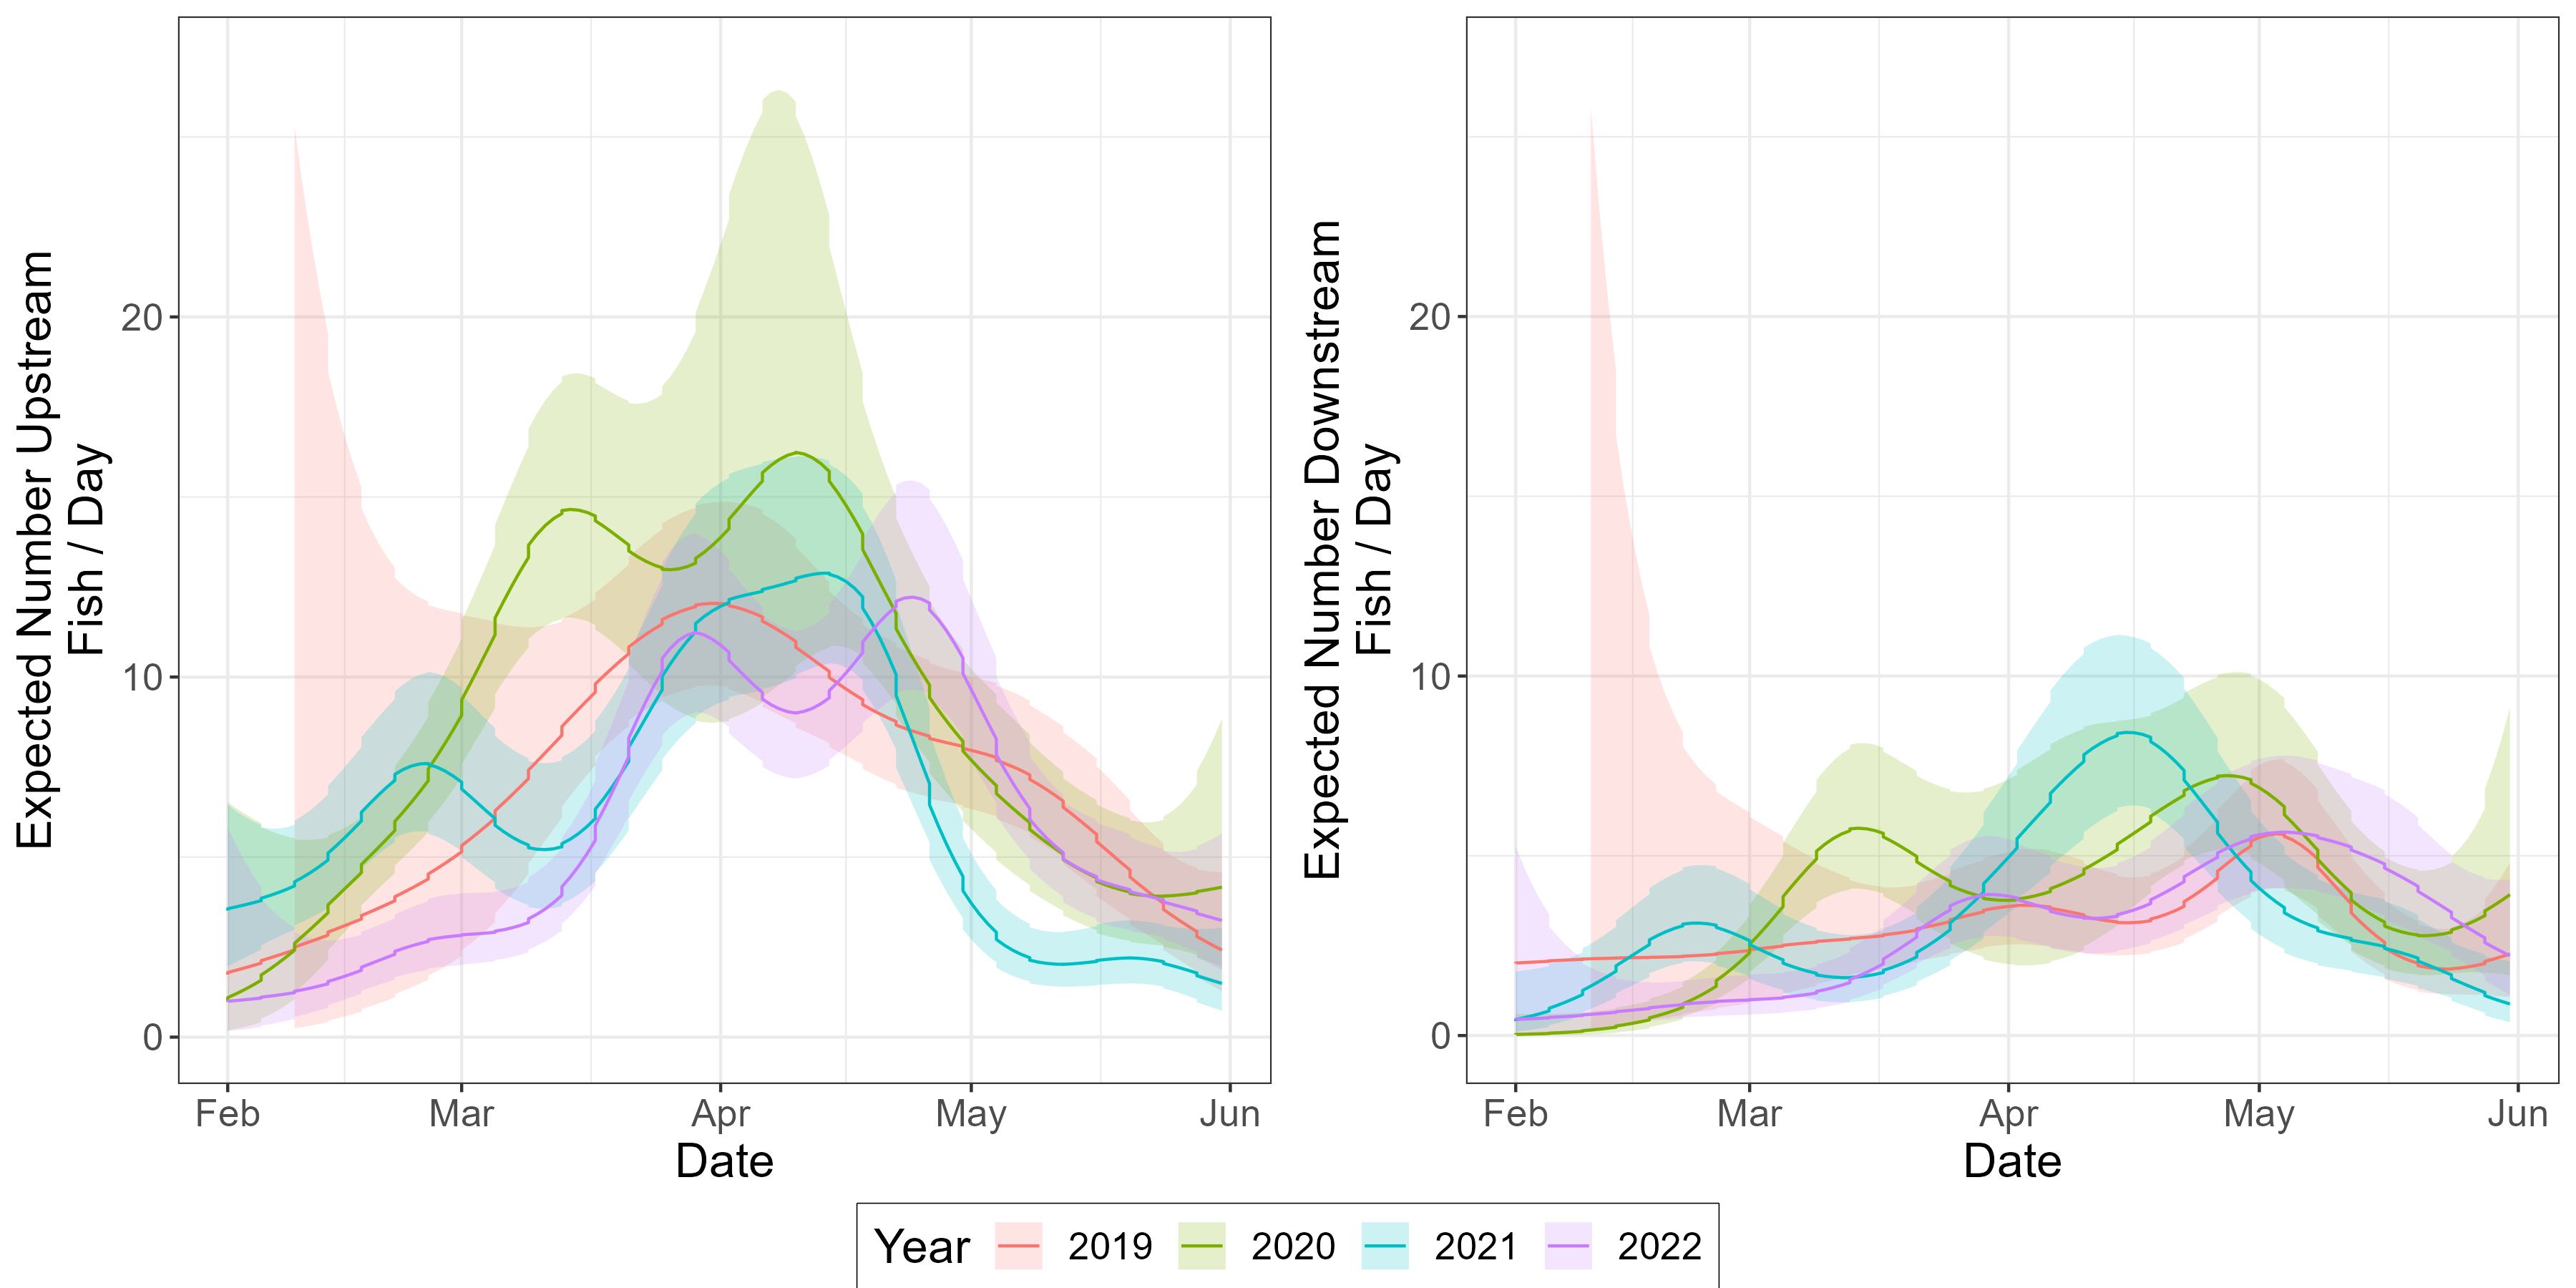 Expected Number Upstream
Fish / Day
20
10
0
Feb Mar Apr May Jun
Date
Expected Number Downstream
Fish / Day
20
10
0
Feb Mar Apr May Jun
Date
Year 2019 2020 2021 2022